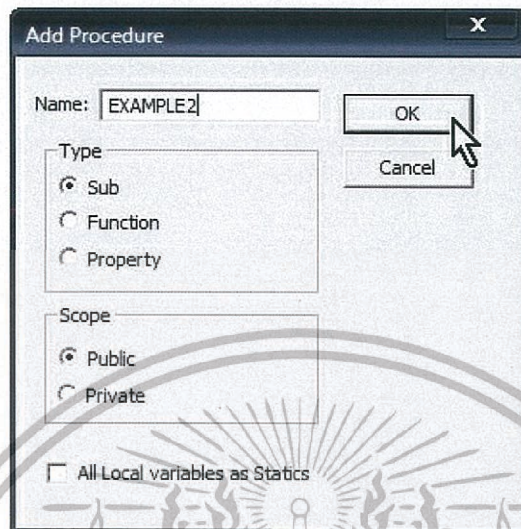 Add Procedure
X
Name: EXAMPLE2
OK
Cancel
Type
Sub
Function
Property
Scope
Public
Private
All Local variables as Statics